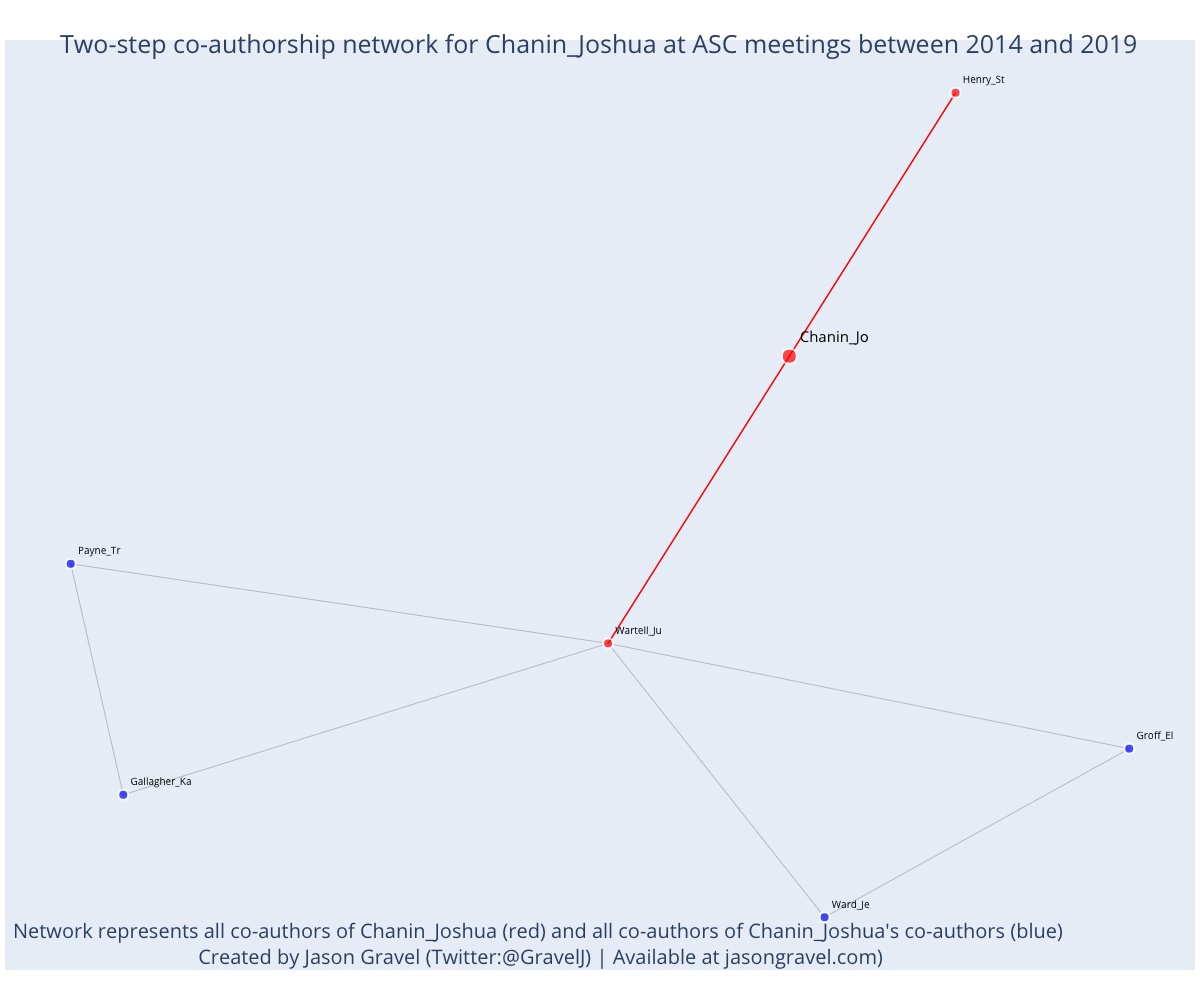 Two-step co-authorship network for Chanin_Joshua at ASC meetings between 2014 and 2019
Henry_St
Chanin_Jo
Payne_Tr
Wartell_Ju
Groff_El
Gallagher_Ka
Ward_Je
Network represents all co-authors of Chanin_Joshua (red) and all co-authors of Chanin_Joshua's co-authors (blue)
Created by Jason Gravel (Twitter:@GravelJ) | Available at jasongravel.com)